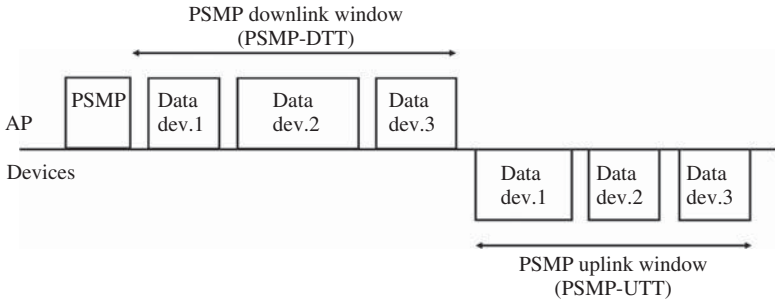 PSMP downlink window
(PSMP-DTT)
PSMP
Data
dev.1
Data
dev.2
Data
dev.3
AP
Devices
Data
dev.1
Data
dev.2
Data
dev.3
PSMP uplink window
(PSMP-UTT)